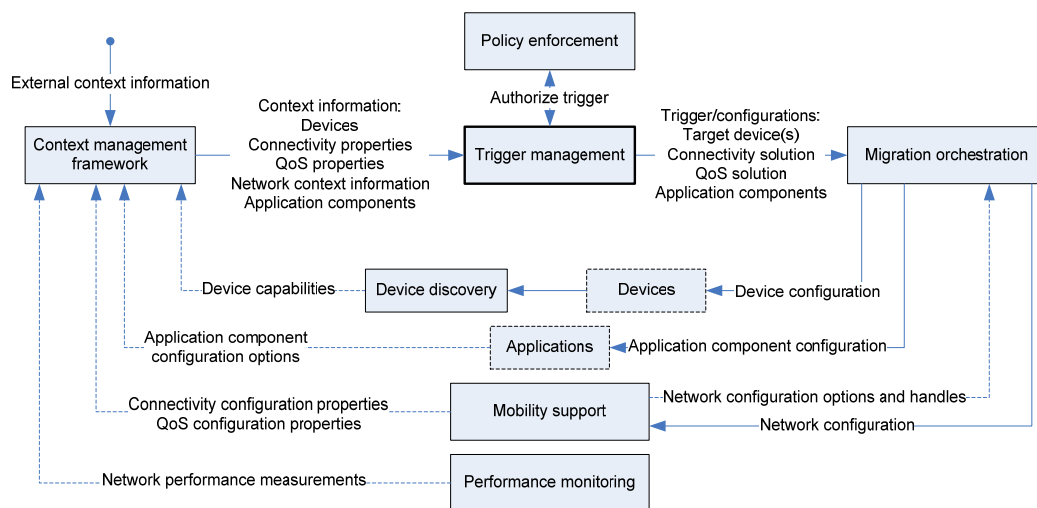 Policy enforcement
External context information
Authorize trigger
Context information:
Devices
Connectivity properties
QoS properties
Network context information
Application components
Trigger/configurations:
Target device(s)
Connectivity solution
QoS solution
Application components
Context management
framework
Trigger management
Migration orchestration
Device capabilities
Device discovery
Devices
Device configuration
Application component
configuration options
Applications
Application component configuration
Connectivity configuration properties
QoS configuration properties
Mobility support
Network configuration options and handles
Network configuration
Network performance measurements
Performance monitoring